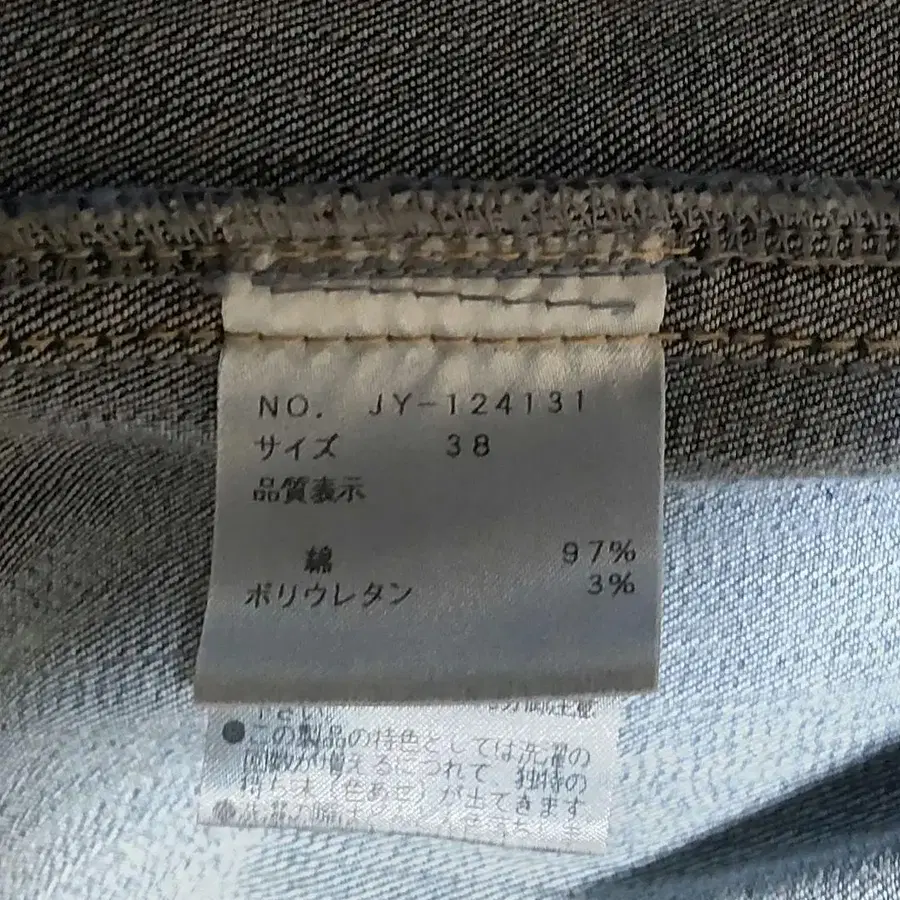 NO. JY-124131
サイズ 38
品質表示
綿 97%
ポリウレタン 3%
●この製品の特色としては洗濯の
回数が増えるにつれて、独特の
持ち味(色あせ)が出てきます